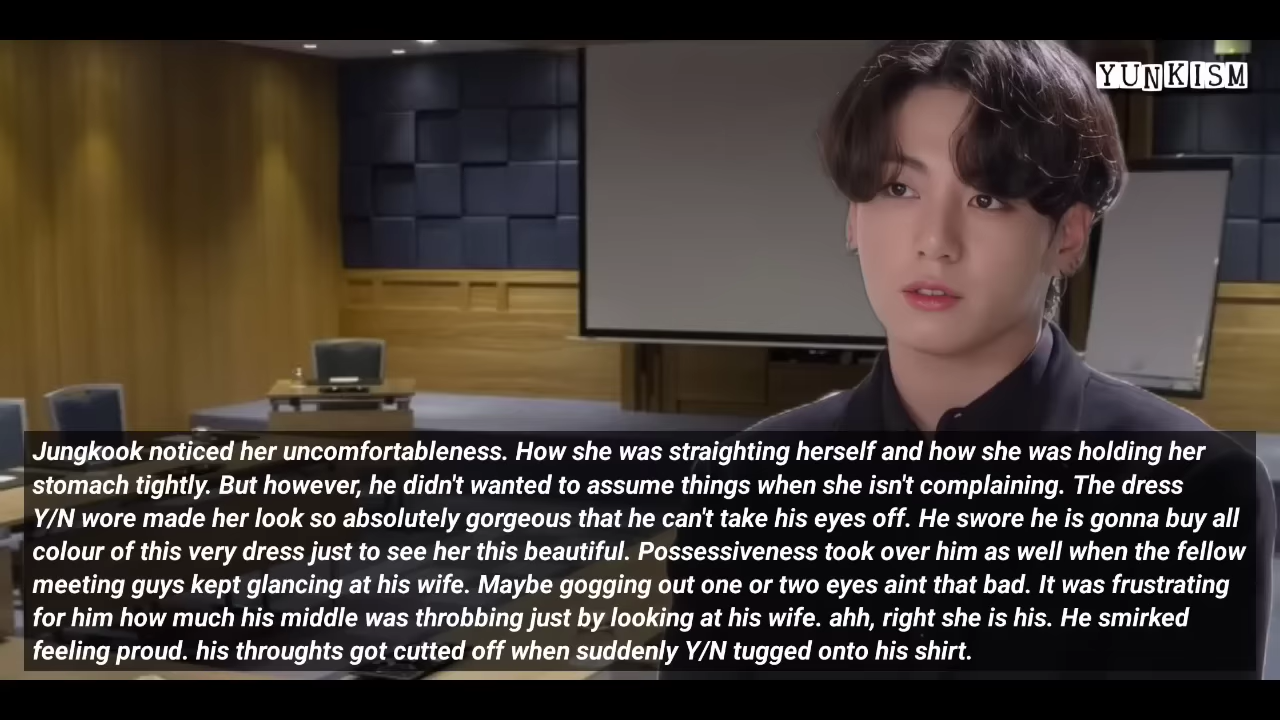 YUNKISM
Jungkook noticed her uncomfortableness. How she was straighting herself and how she was holding her
stomach tightly. But however, he didn't wanted to assume things when she isn't complaining. The dress
Y/N wore made her look so absolutely gorgeous that he can't take his eyes off. He swore he is gonna buy all
colour of this very dress just to see her this beautiful. Possessiveness took over him as well when the fellow
meeting guys kept glancing at his wife. Maybe gogging out one or two eyes aint that bad. It was frustrating
for him how much his middle was throbbing just by looking at his wife. ahh, right she is his. He smirked
feeling proud. his throughts got cutted off when suddenly Y/N tugged onto his shirt.